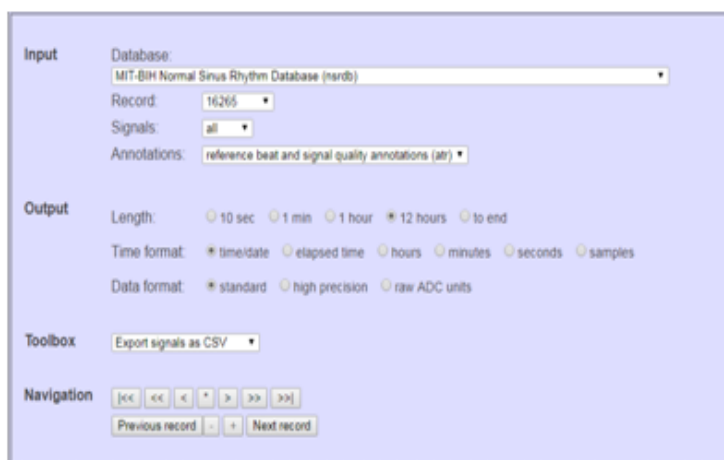 Input Database:
MIT-BIH Normal Sinus Rhythm Database (nsrdb)
Record: 16265
Signals: all
Annotations: reference beat and signal quality annotations (atr)
Output Length: 10 sec 1 min 1 hour 12 hours to end
Time format: time/date elapsed time hours minutes seconds samples
Data format: standard high precision raw ADC units
Toolbox Export signals as CSV
Navigation |<< << < * > >> >>|
Previous record - + Next record